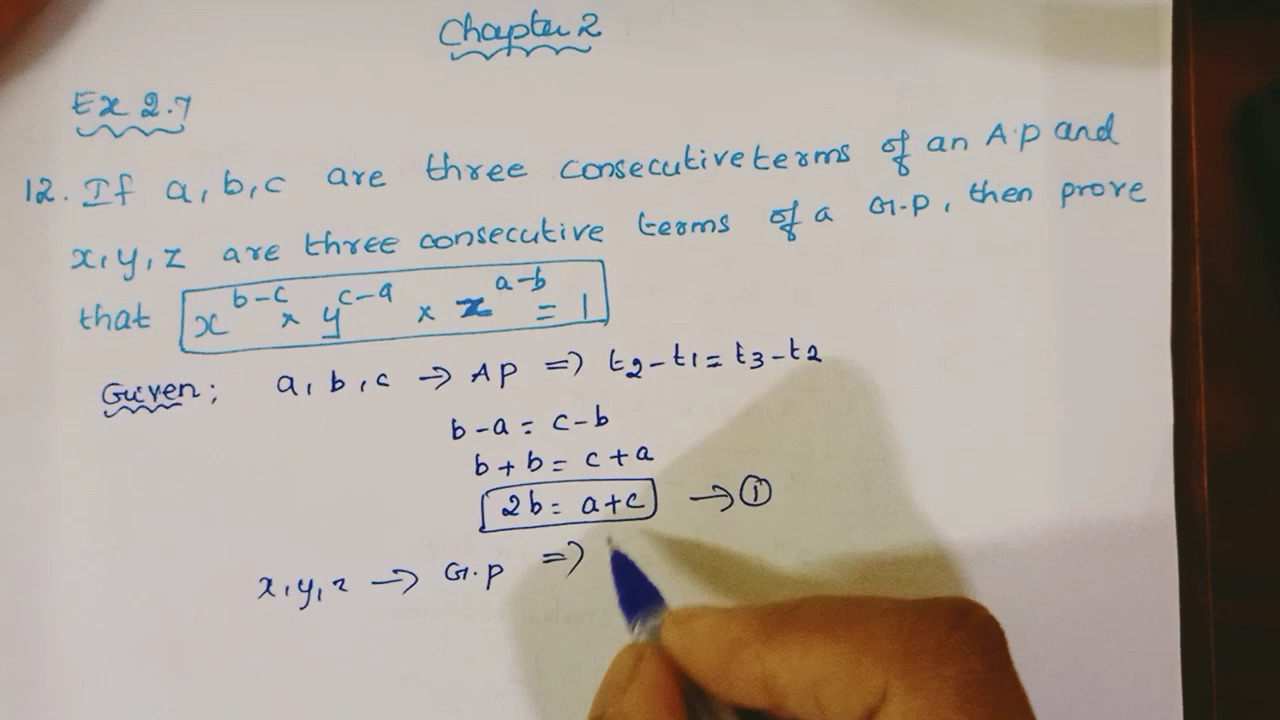 Chapter 2
Ex 2.7
12. If a, b, c are three consecutive terms of an A.P and
x, y, z are three consecutive terms of a G.P, then prove
that x^{b-c} × y^{c-a} × z^{a-b} = 1
Given: a, b, c → AP => t2-t1 = t3-t2
b-a = c-b
b+b = c+a
2b = a+c → ①
x, y, z → G.P =>